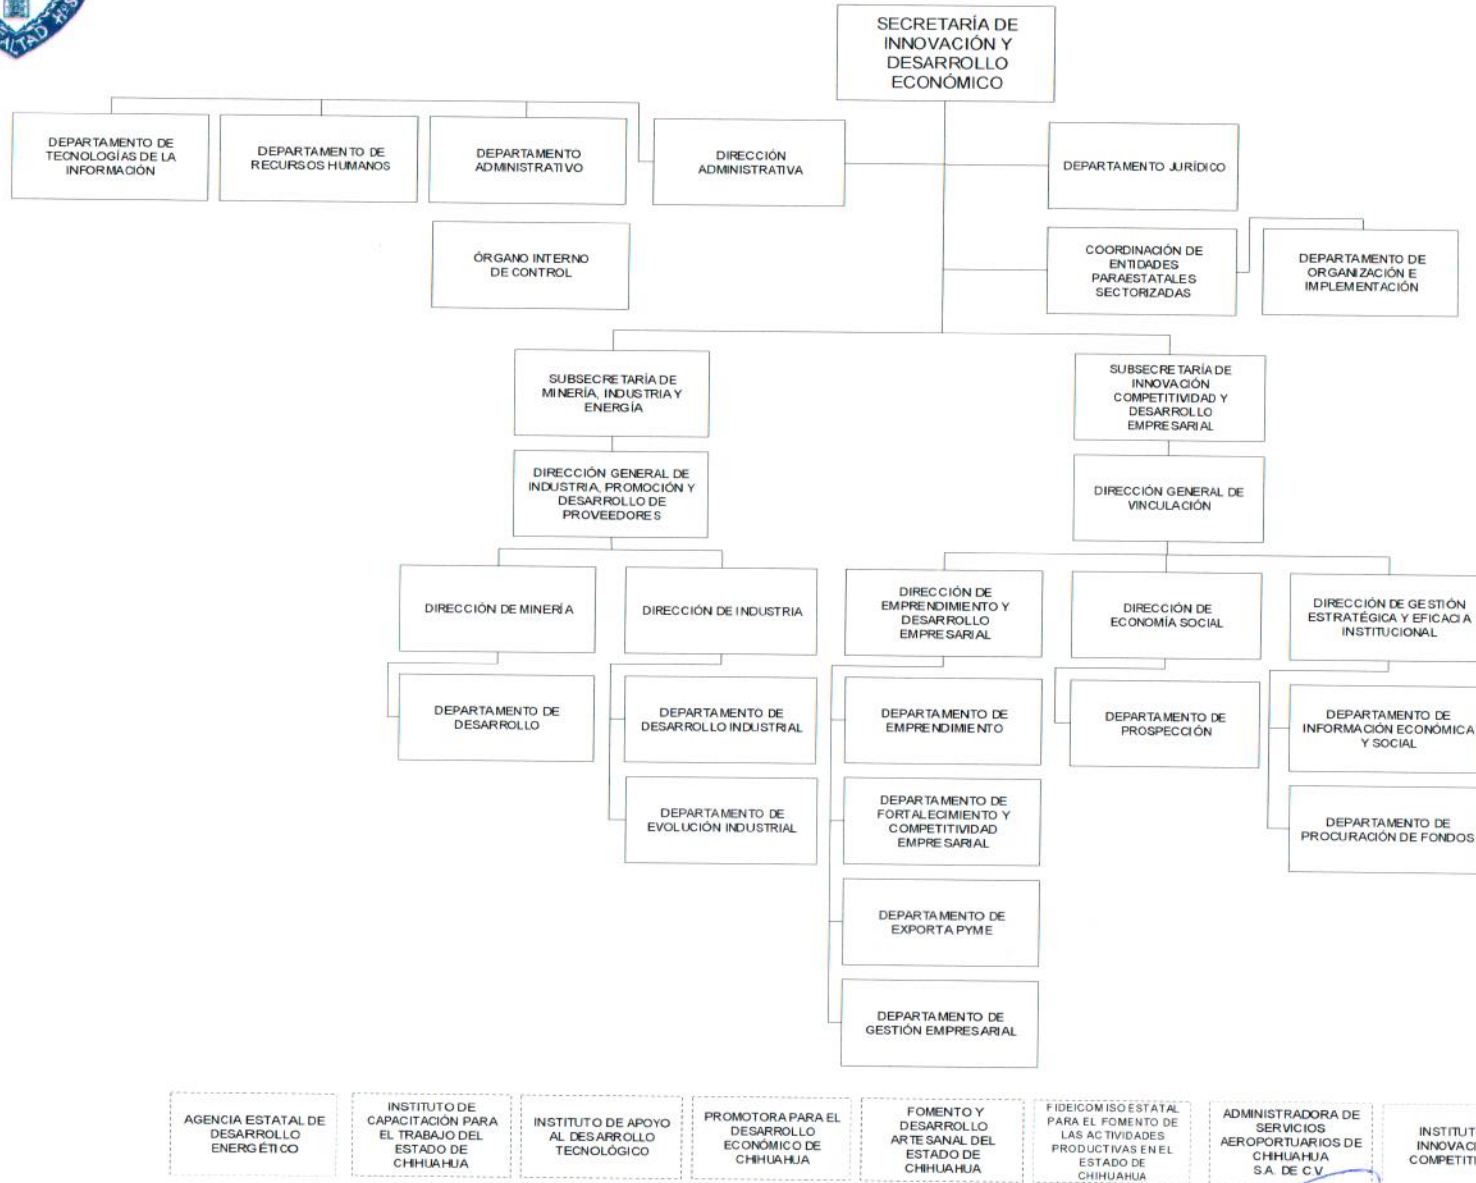 SECRETARÍA DE
INNOVACIÓN Y
DESARROLLO
ECONÓMICO
DEPARTAMENTO DE
TECNOLOGÍAS DE LA
INFORMACIÓN
DEPARTAMENTO DE
RECURSOS HUMANOS
DEPARTAMENTO
ADMINISTRATIVO
DIRECCIÓN
ADMINISTRATIVA
DEPARTAMENTO JURÍDICO
ÓRGANO INTERNO
DE CONTROL
COORDINACIÓN DE
ENTIDADES
PARAESTATALES
SECTORIZADAS
DEPARTAMENTO DE
ORGANIZACIÓN E
IMPLEMENTACIÓN
SUBSECRETARÍA DE
MINERÍA, INDUSTRIA Y
ENERGÍA
SUBSECRETARÍA DE
INNOVACIÓN
COMPETITIVIDAD Y
DESARROLLO
EMPRESARIAL
DIRECCIÓN GENERAL DE
INDUSTRIA, PROMOCIÓN Y
DESARROLLO DE
PROVEEDORES
DIRECCIÓN GENERAL DE
VINCULACIÓN
DIRECCIÓN DE MINERÍA
DIRECCIÓN DE INDUSTRIA
DIRECCIÓN DE
EMPRENDIMIENTO Y
DESARROLLO
EMPRESARIAL
DIRECCIÓN DE
ECONOMÍA SOCIAL
DIRECCIÓN DE GESTIÓN
ESTRATÉGICA Y EFICACIA
INSTITUCIONAL
DEPARTAMENTO DE
DESARROLLO
DEPARTAMENTO DE
DESARROLLO INDUSTRIAL
DEPARTAMENTO DE
EMPRENDIMIENTO
DEPARTAMENTO DE
PROSPECCIÓN
DEPARTAMENTO DE
INFORMACIÓN ECONÓMICA
Y SOCIAL
DEPARTAMENTO DE
EVOLUCIÓN INDUSTRIAL
DEPARTAMENTO DE
FORTALECIMIENTO Y
COMPETITIVIDAD
EMPRESARIAL
DEPARTAMENTO DE
PROCURACIÓN DE FONDOS
DEPARTAMENTO DE
EXPORTA PYME
DEPARTAMENTO DE
GESTIÓN EMPRESARIAL
AGENCIA ESTATAL DE
DESARROLLO
ENERGÉTICO
INSTITUTO DE
CAPACITACIÓN PARA
EL TRABAJO DEL
ESTADO DE
CHIHUAHUA
INSTITUTO DE APOYO
AL DESARROLLO
TECNOLÓGICO
PROMOTORA PARA EL
DESARROLLO
ECONÓMICO DE
CHIHUAHUA
FOMENTO Y
DESARROLLO
ARTESANAL DEL
ESTADO DE
CHIHUAHUA
FIDEICOMISO ESTATAL
PARA EL FOMENTO DE
LAS ACTIVIDADES
PRODUCTIVAS EN EL
ESTADO DE
CHIHUAHUA
ADMINISTRADORA DE
SERVICIOS
AEROPORTUARIOS DE
CHIHUAHUA
S.A. DE C.V.
INSTITUT
INNOVACI
COMPETITI